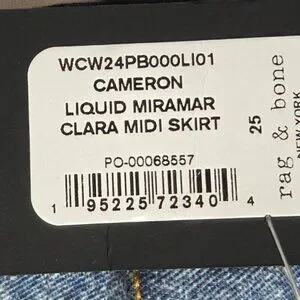 WCW24PB000LI01
CAMERON
LIQUID MIRAMAR
CLARA MIDI SKIRT
PO-00068557
1 95225 72340 4
25
rag & bone
NEW YORK